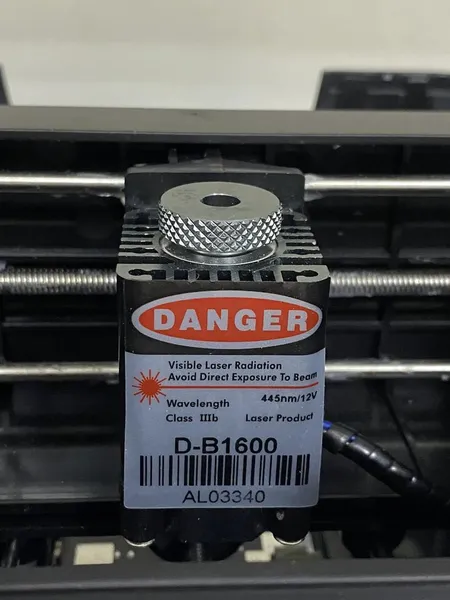 DANGER
Visible Laser Radiation
Avoid Direct Exposure To Beam
Wavelength 445nm/12V
Class IIIb Laser Product
D-B1600
AL03340